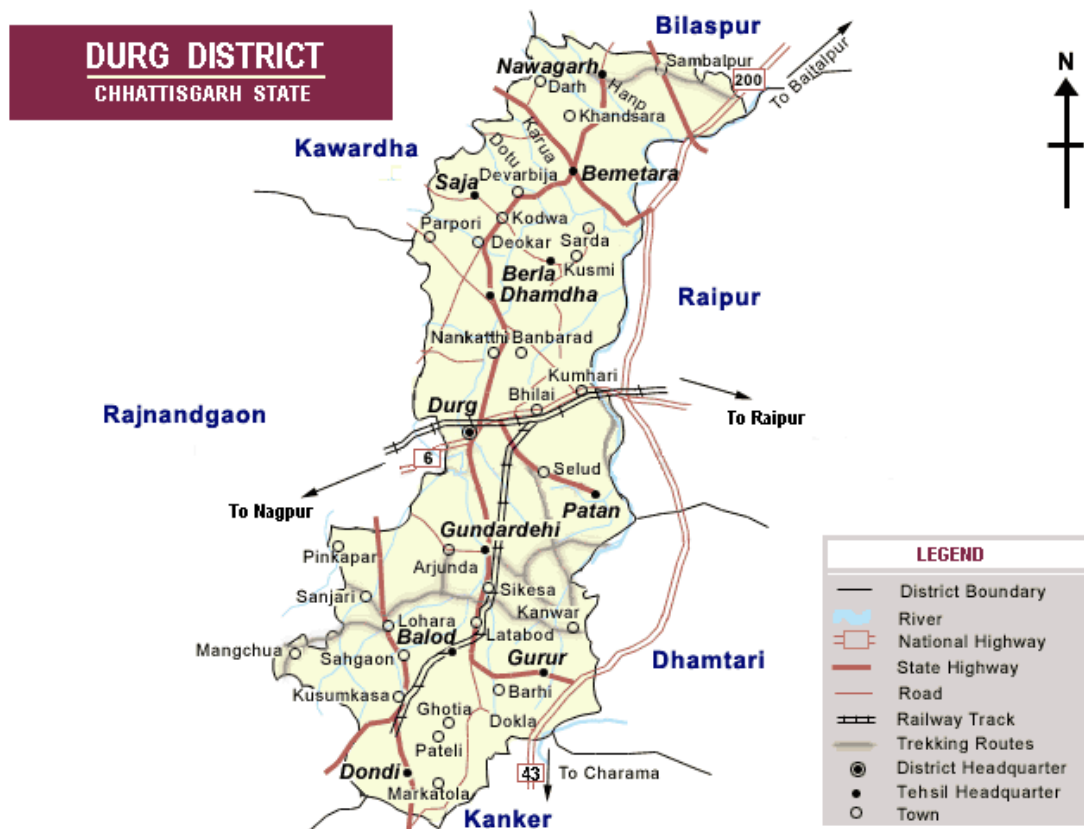 DURG DISTRICT
CHHATTISGARH STATE
Bilaspur
Sambalpur
Nawagarh
Darh
Hanp
200
To Baitalpur
N
Khandsara
Karua
Dotu
Kawardha
Devarbija
Bemetara
Saja
Kodwa
Parpori
Deokar
Sarda
Berla
Kusmi
Dhamdha
Raipur
Nankatthi
Banbarad
Kumhari
Bhilai
Durg
Rajnandgaon
To Raipur
6
Selud
To Nagpur
Patan
Gundardehi
Pinkapar
Arjunda
Sikesa
Sanjari
Kanwar
Lohara
Latabod
Balod
Mangchua
Sahgaon
Gurur
Dhamtari
Kusumkasa
Barhi
Ghotia
Dokla
Pateli
Dondi
43
To Charama
Markatola
Kanker
LEGEND
District Boundary
River
National Highway
State Highway
Road
Railway Track
Trekking Routes
District Headquarter
Tehsil Headquarter
Town